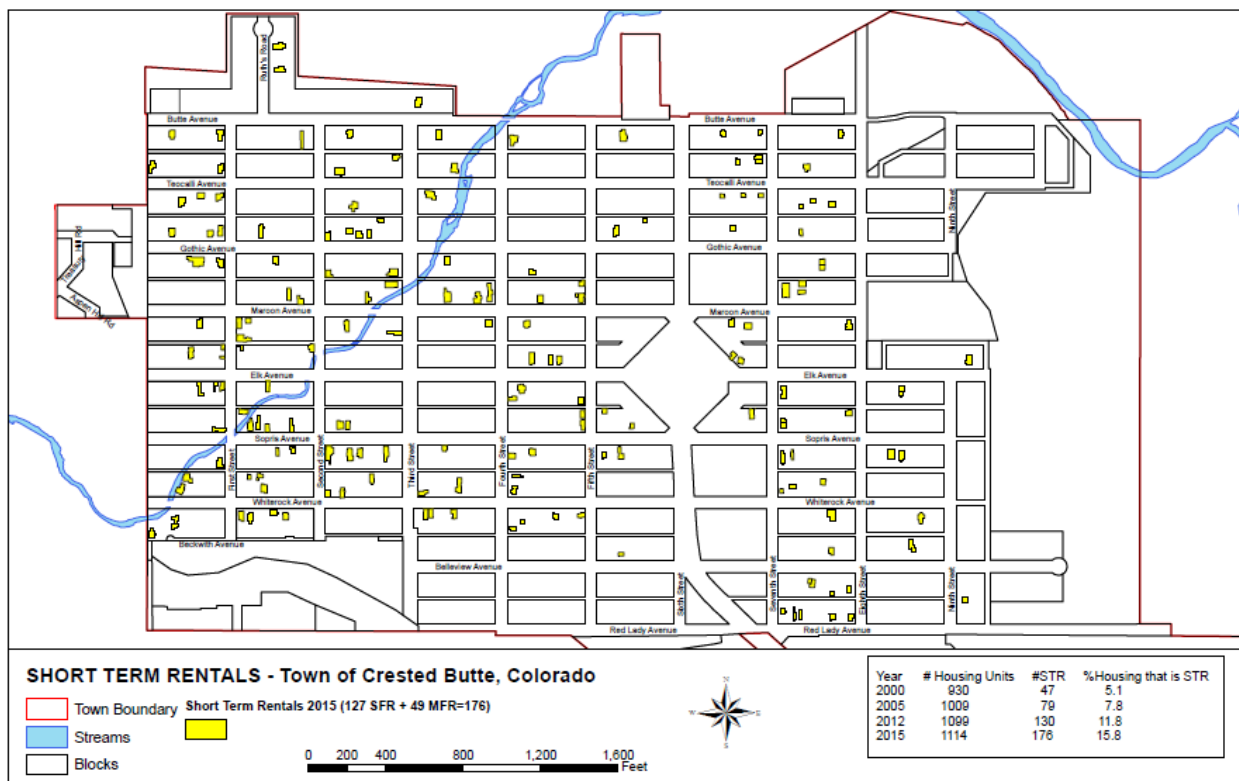 Ruth's Road
Butte Avenue
Butte Avenue
Teocalli Avenue
Teocalli Avenue
Ninth Street
Gothic Avenue
Gothic Avenue
Treasury Hill Rd
Aspen Hill Rd
Maroon Avenue
Maroon Avenue
Elk Avenue
Elk Avenue
Sopris Avenue
Sopris Avenue
First Street
Second Street
Third Street
Fourth Street
Fifth Street
Whiterock Avenue
Whiterock Avenue
Beckwith Avenue
Belleview Avenue
Sixth Street
Seventh Street
Eighth Street
Ninth Street
Red Lady Avenue
Red Lady Avenue
SHORT TERM RENTALS - Town of Crested Butte, Colorado
Town Boundary
Short Term Rentals 2015 (127 SFR + 49 MFR=176)
Streams
Blocks
0 200 400 800 1,200 1,600
Feet
N
E
S
W
Year # Housing Units #STR %Housing that is STR
2000 930 47 5.1
2005 1009 79 7.8
2012 1099 130 11.8
2015 1114 176 15.8